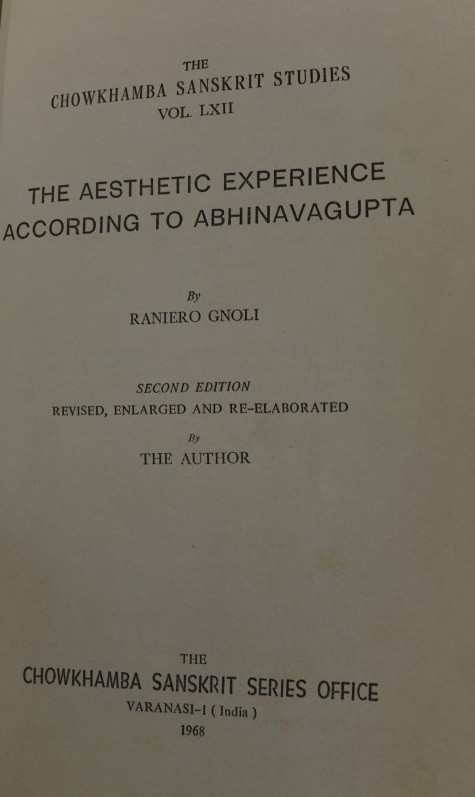 THE
CHOWKHAMBA SANSKRIT STUDIES
VOL. LXII
THE AESTHETIC EXPERIENCE
ACCORDING TO ABHINAVAGUPTA
By
RANIERO GNOLI
SECOND EDITION
REVISED, ENLARGED AND RE-ELABORATED
By
THE AUTHOR
THE
CHOWKHAMBA SANSKRIT SERIES OFFICE
VARANASI-1 ( India )
1968